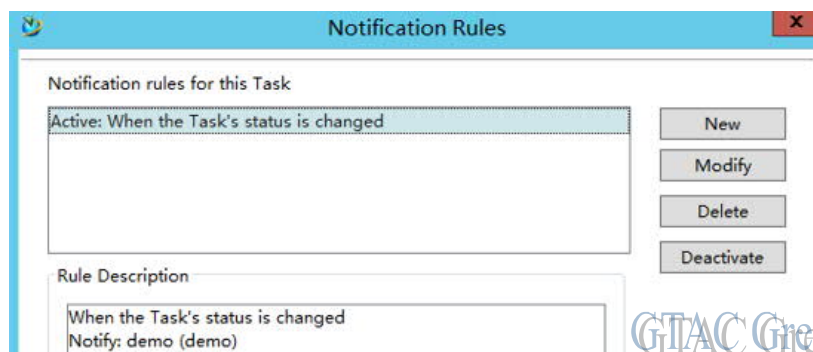 Notification Rules
x
Notification rules for this Task
Active: When the Task's status is changed
New
Modify
Delete
Deactivate
Rule Description
When the Task's status is changed
Notify: demo (demo)
GTAC Gre